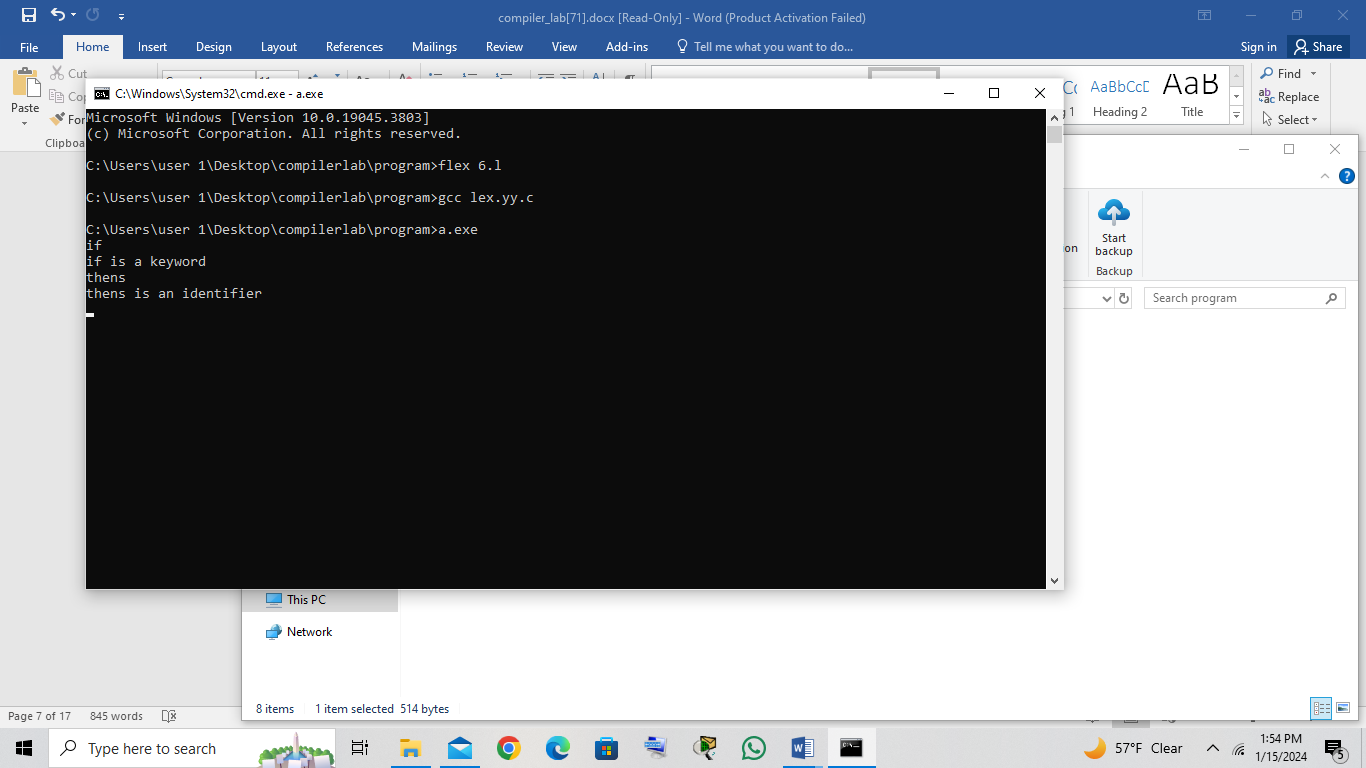 compiler_lab[71].docx [Read-Only] - Word (Product Activation Failed)
File Home Insert Design Layout References Mailings Review View Add-ins Tell me what you want to do... Sign in Share
Cut
Paste
Find
Replace
Select
AaBbCcD AaB
1 Heading 2 Title
C:\Windows\System32\cmd.exe - a.exe
Microsoft Windows [Version 10.0.19045.3803]
(c) Microsoft Corporation. All rights reserved.
C:\Users\user 1\Desktop\compilerlab\program>flex 6.l
C:\Users\user 1\Desktop\compilerlab\program>gcc lex.yy.c
C:\Users\user 1\Desktop\compilerlab\program>a.exe
if
if is a keyword
thens
thens is an identifier
Start
backup
Backup
Search program
This PC
Network
8 items 1 item selected 514 bytes
Page 7 of 17 845 words
Type here to search
57°F Clear
1:54 PM
1/15/2024
5